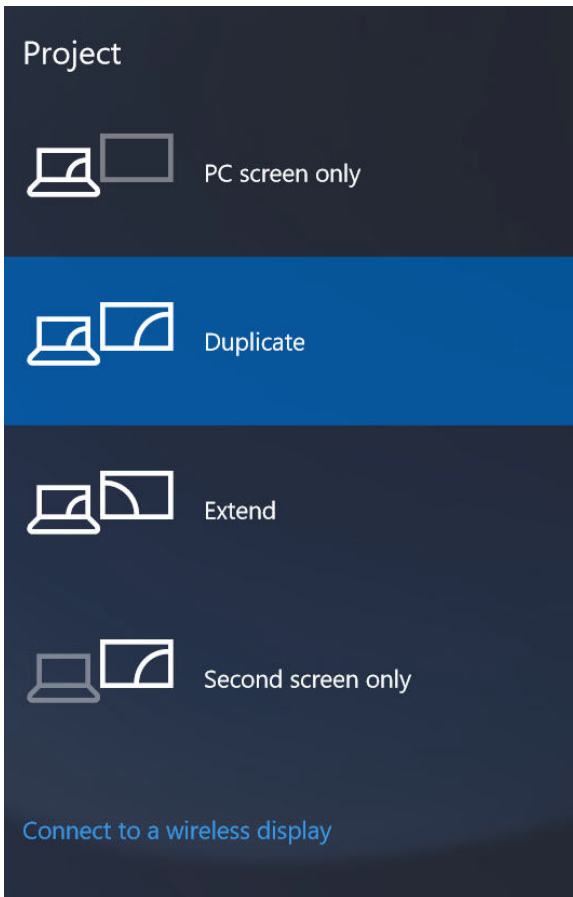 Project
PC screen only
Duplicate
Extend
Second screen only
Connect to a wireless display